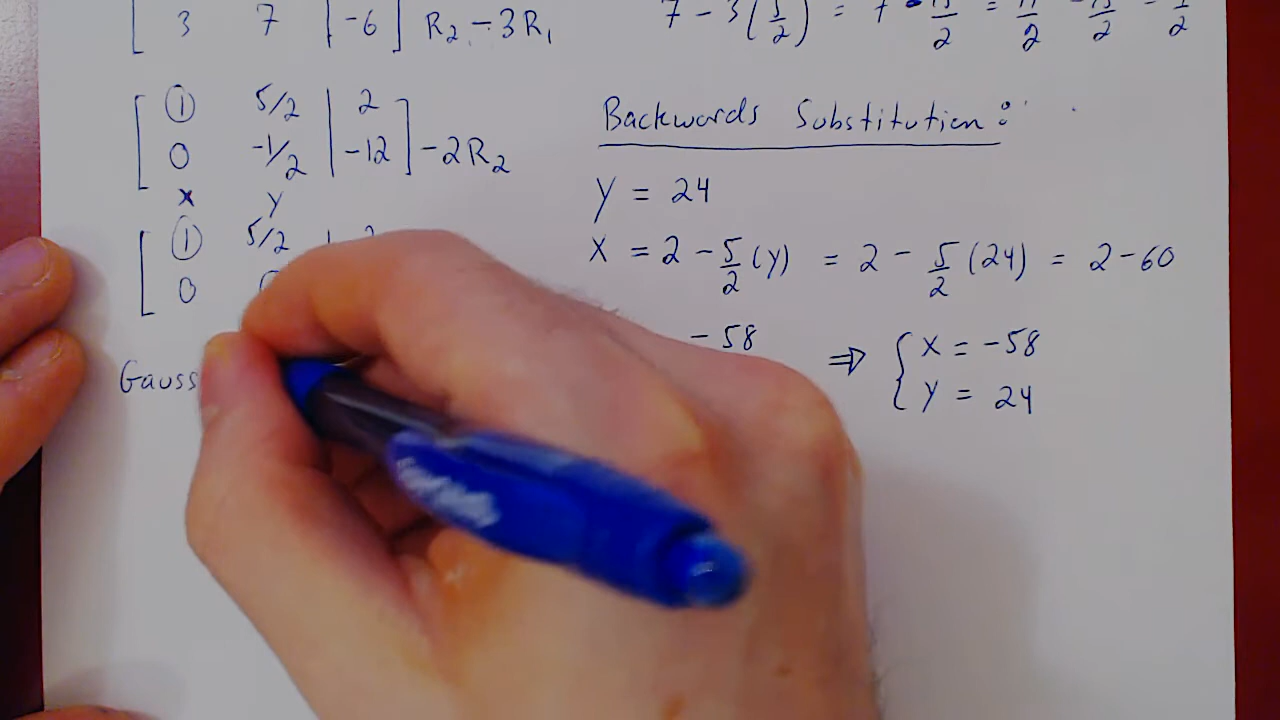 3 7 | -6 ] R₂ - 3R₁
7 - 3(5/2) = 7 - 15/2 = 14/2 - 15/2 = -1/2
[ 1 5/2 | 2
0 -1/2 | -12 ] -2R₂
x y
[ 1 5/2 | 2
0
Gauss
Backwards Substitution:
y = 24
x = 2 - 5/2 (y) = 2 - 5/2 (24) = 2 - 60
-58
⇒ { x = -58
y = 24